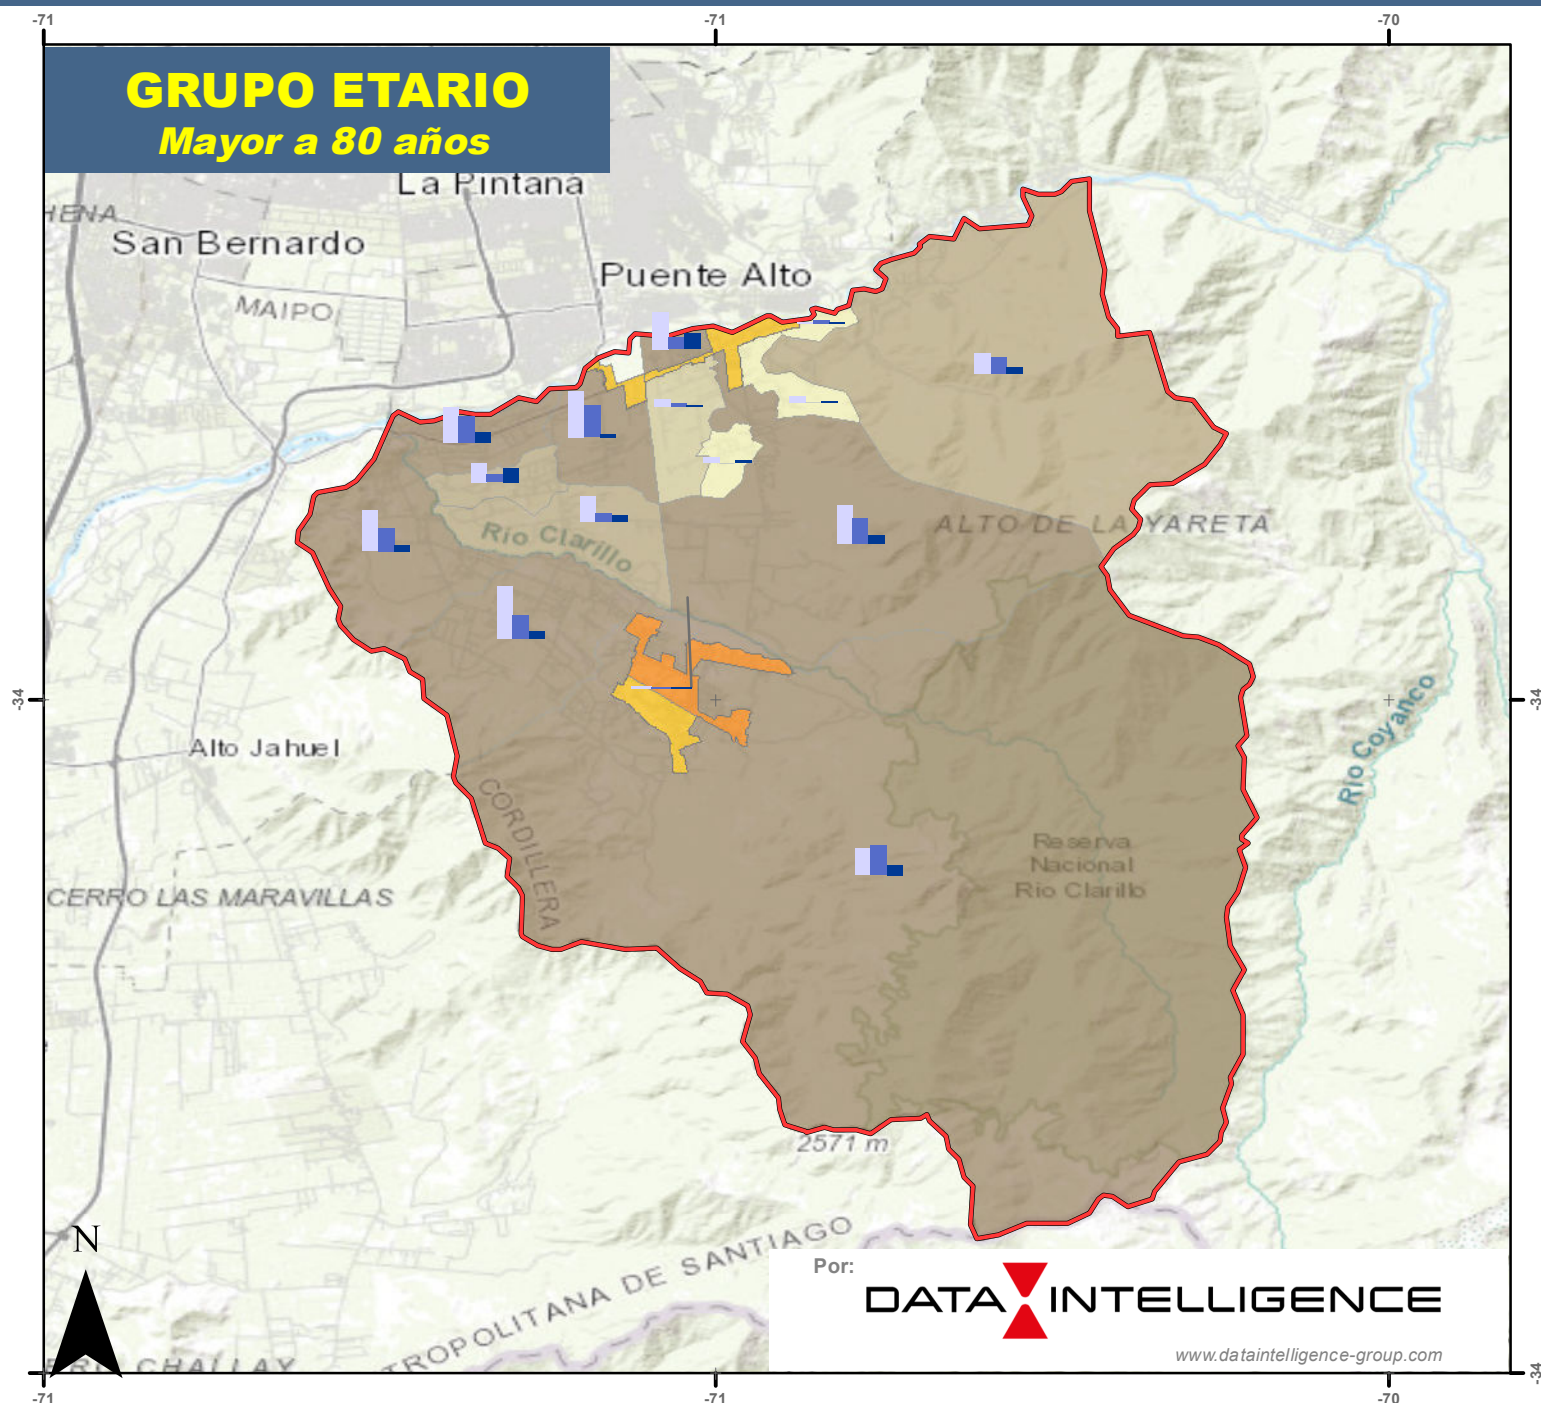 -71
-71
-70
GRUPO ETARIO
Mayor a 80 años
La Pintana
HENA
San Bernardo
Puente Alto
MAIPO
ALTO DE LA YARETA
Río Clarillo
-34
-34
Río Coyanco
Alto Jahuel
CORDILLERA
Reserva
Nacional
Río Clarillo
CERRO LAS MARAVILLAS
2571 m
TROPOLITANA DE SANTIAGO
N
Por:
DATA INTELLIGENCE
www.dataintelligence-group.com
CHALLAY
-34
-71
-71
-70